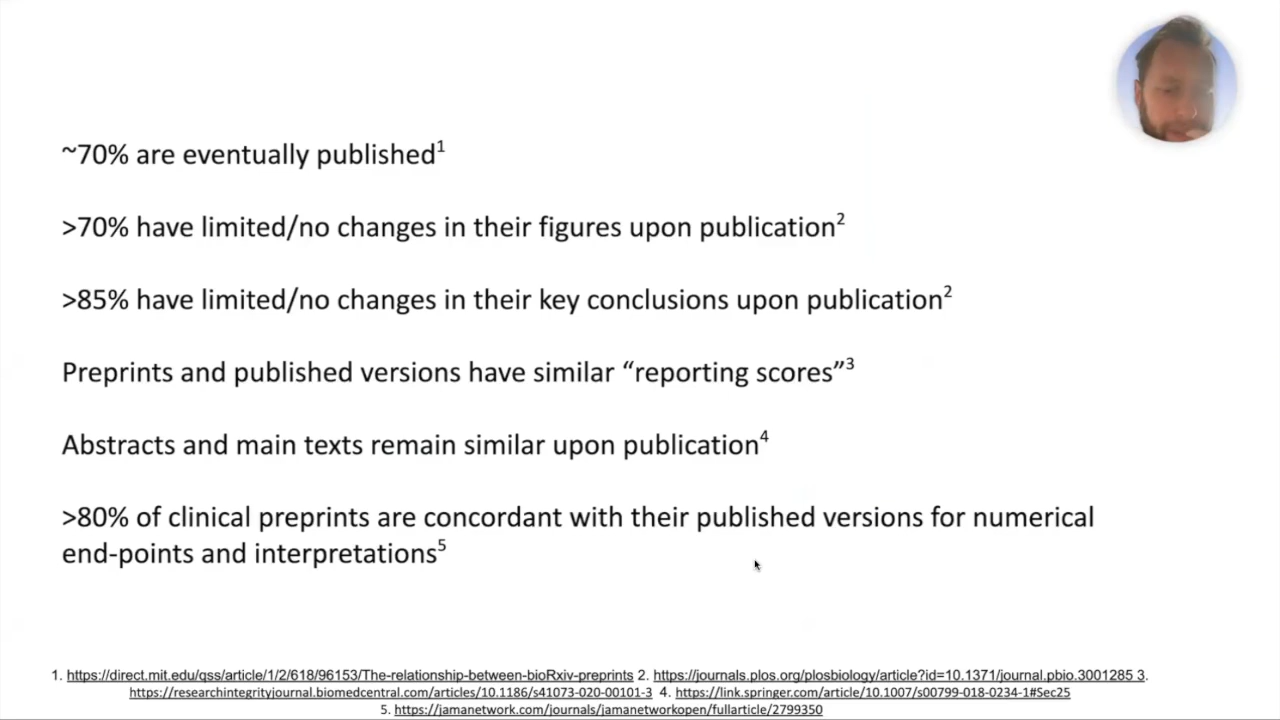 ~70% are eventually published1
>70% have limited/no changes in their figures upon publication2
>85% have limited/no changes in their key conclusions upon publication2
Preprints and published versions have similar “reporting scores”3
Abstracts and main texts remain similar upon publication4
>80% of clinical preprints are concordant with their published versions for numerical
end-points and interpretations5
1. https://direct.mit.edu/qss/article/1/2/618/96153/The-relationship-between-bioRxiv-preprints 2. https://journals.plos.org/plosbiology/article?id=10.1371/journal.pbio.3001285 3.
https://researchintegrityjournal.biomedcentral.com/articles/10.1186/s41073-020-00101-3 4. https://link.springer.com/article/10.1007/s00799-018-0234-1#Sec25
5. https://jamanetwork.com/journals/jamanetworkopen/fullarticle/2799350